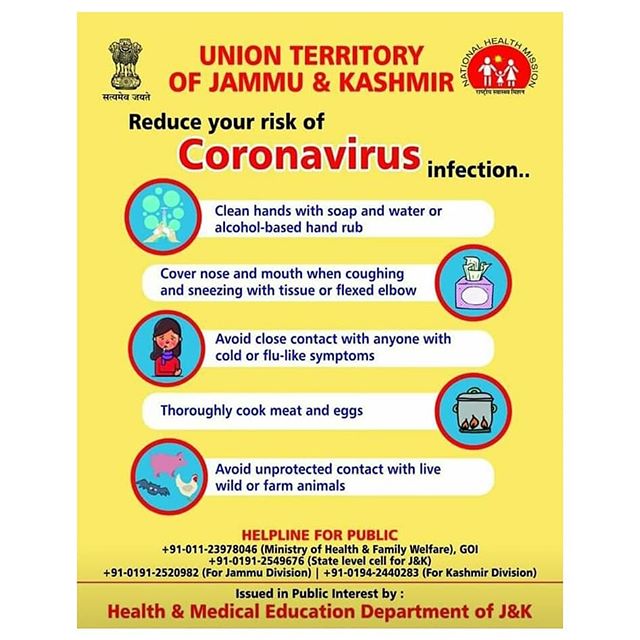 UNION TERRITORY
OF JAMMU & KASHMIR
सत्यमेव जयते
NATIONAL HEALTH MISSION
राष्ट्रीय स्वास्थ्य मिशन
Reduce your risk of
Coronavirus infection..
Clean hands with soap and water or
alcohol-based hand rub
Cover nose and mouth when coughing
and sneezing with tissue or flexed elbow
Avoid close contact with anyone with
cold or flu-like symptoms
Thoroughly cook meat and eggs
Avoid unprotected contact with live
wild or farm animals
HELPLINE FOR PUBLIC
+91-011-23978046 (Ministry of Health & Family Welfare), GOI
+91-0191-2549676 (State level cell for J&K)
+91-0191-2520982 (For Jammu Division) | +91-0194-2440283 (For Kashmir Division)
Issued in Public Interest by :
Health & Medical Education Department of J&K